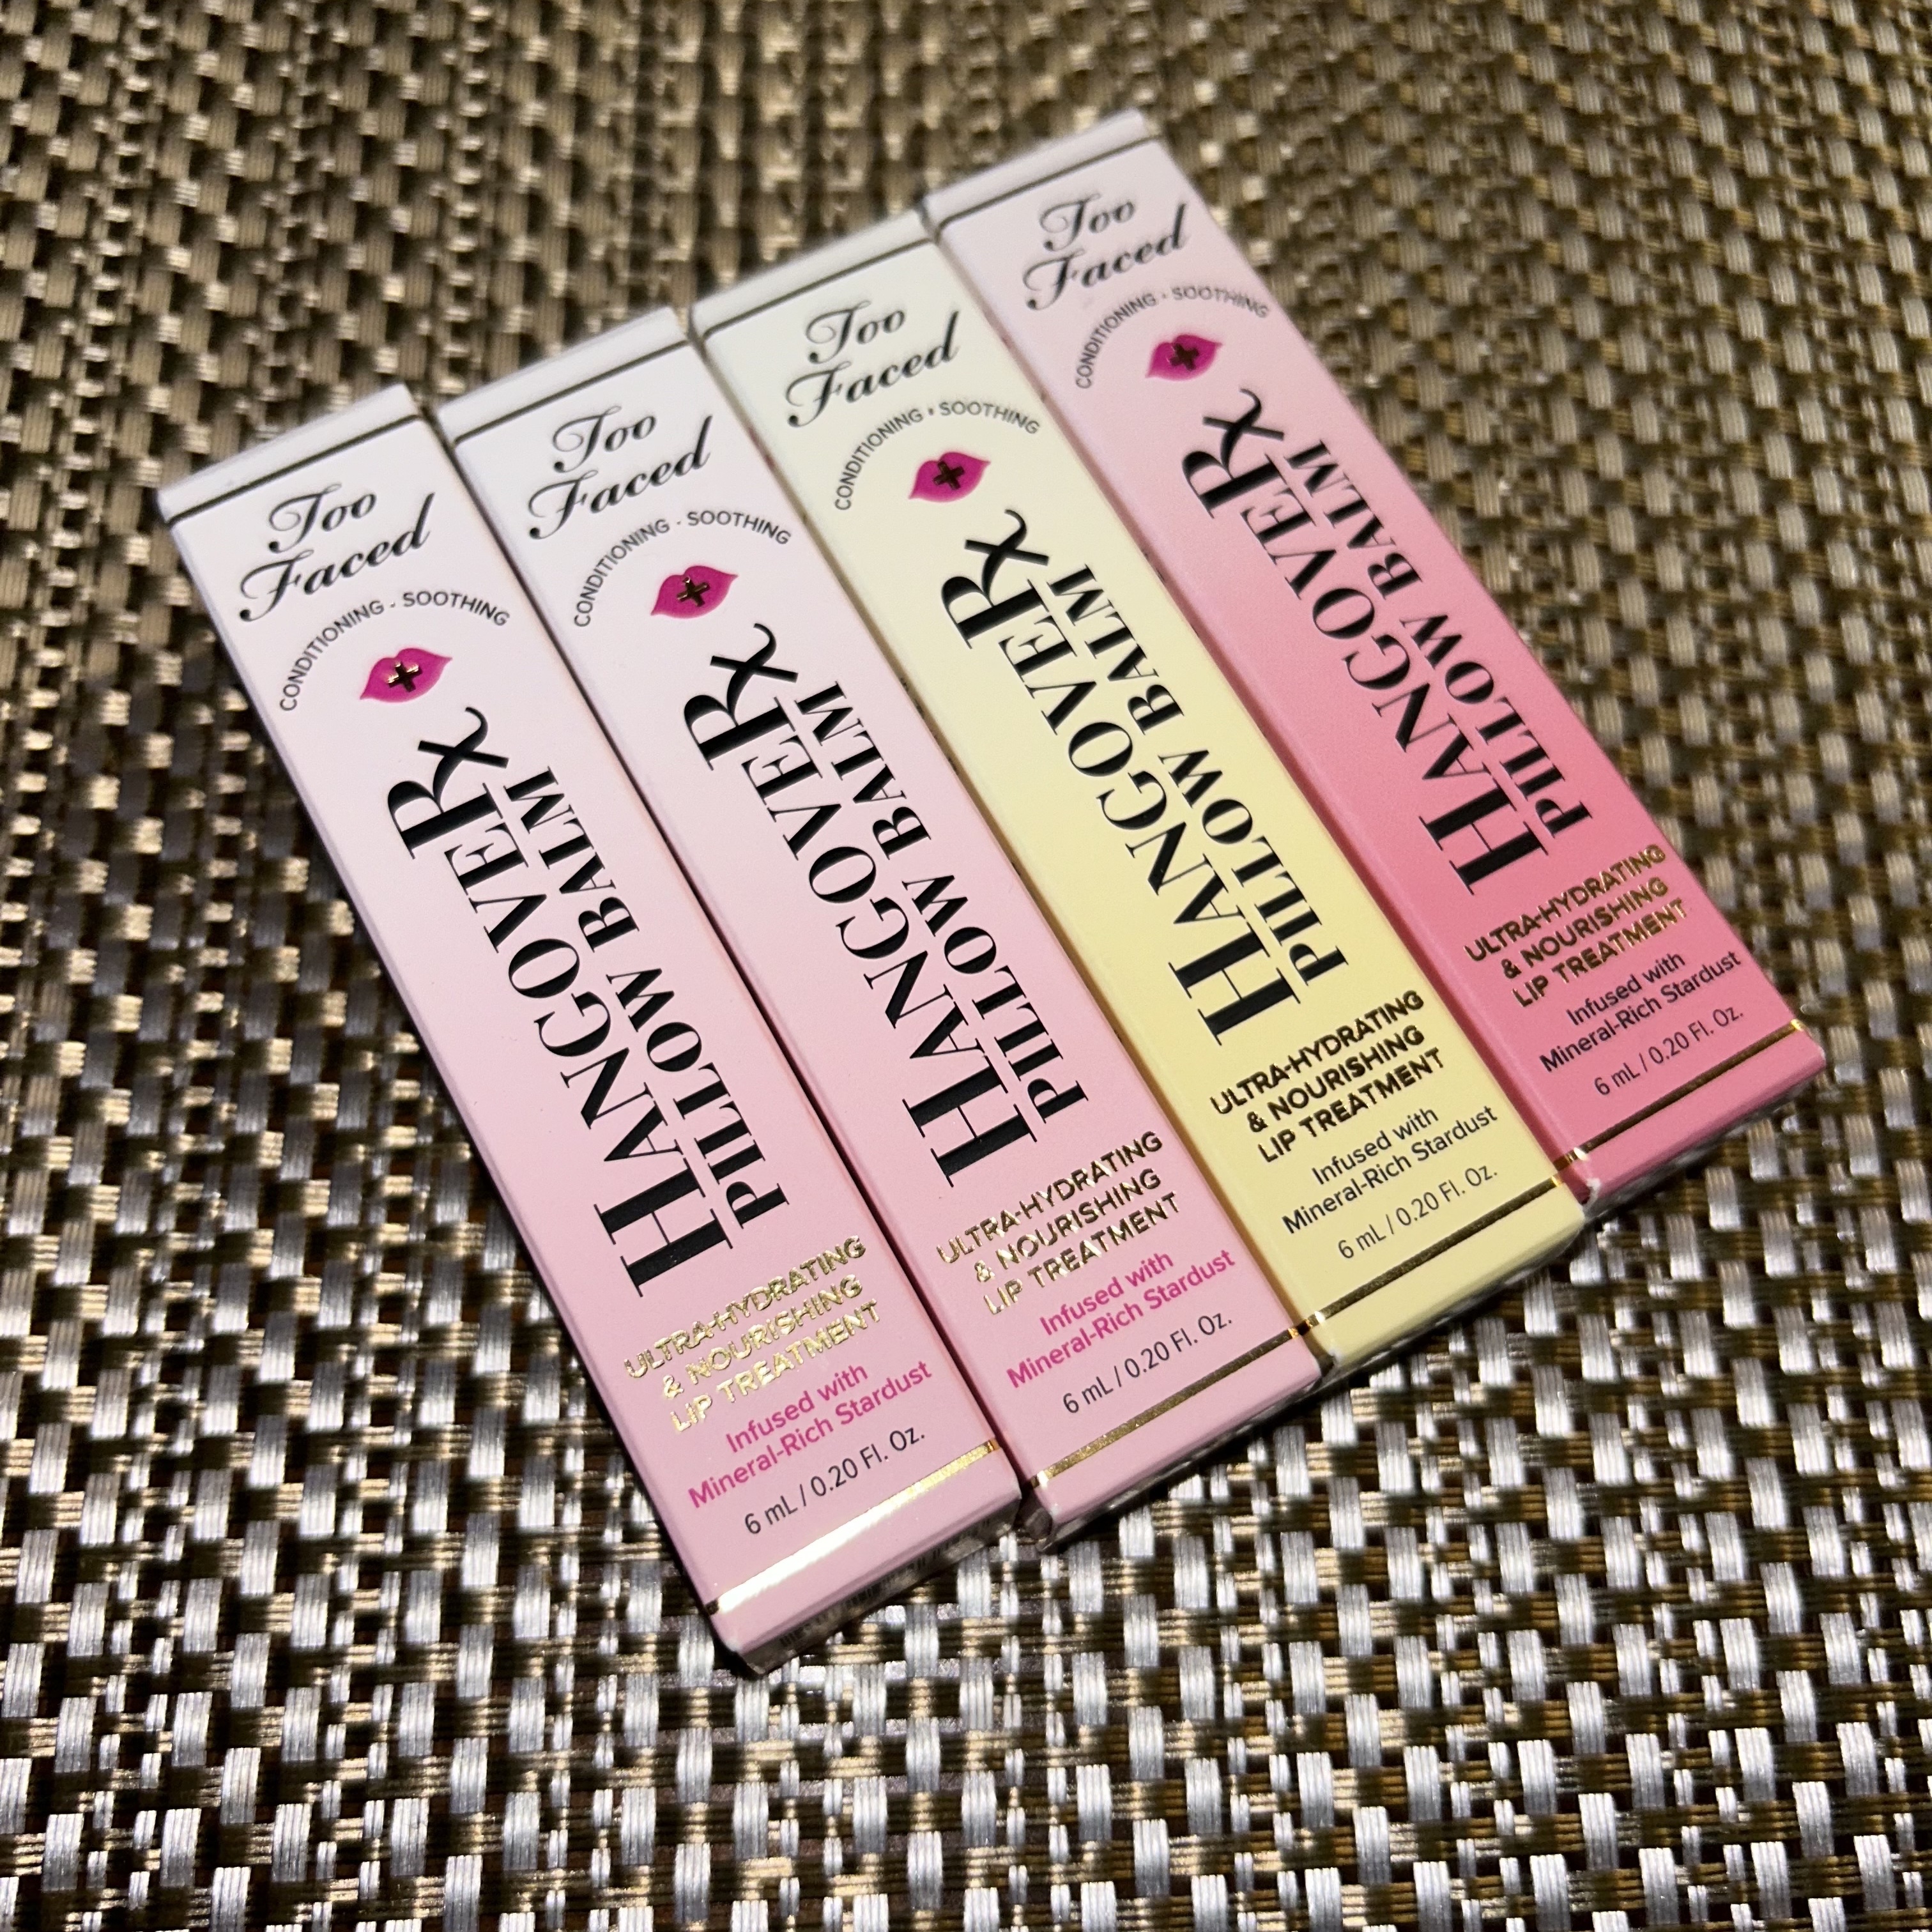 Too
Faced
CONDITIONING · SOOTHING
HANGOVERx
PILLOW BALM
ULTRA-HYDRATING
& NOURISHING
LIP TREATMENT
Infused with
Mineral-Rich Stardust
6 mL / 0.20 Fl. Oz.
Too
Faced
CONDITIONING · SOOTHING
HANGOVERx
PILLOW BALM
ULTRA-HYDRATING
& NOURISHING
LIP TREATMENT
Infused with
Mineral-Rich Stardust
6 mL / 0.20 Fl. Oz.
Too
Faced
CONDITIONING · SOOTHING
HANGOVERx
PILLOW BALM
ULTRA-HYDRATING
& NOURISHING
LIP TREATMENT
Infused with
Mineral-Rich Stardust
6 mL / 0.20 Fl. Oz.
Too
Faced
CONDITIONING · SOOTHING
HANGOVERx
PILLOW BALM
ULTRA-HYDRATING
& NOURISHING
LIP TREATMENT
Infused with
Mineral-Rich Stardust
6 mL / 0.20 Fl. Oz.